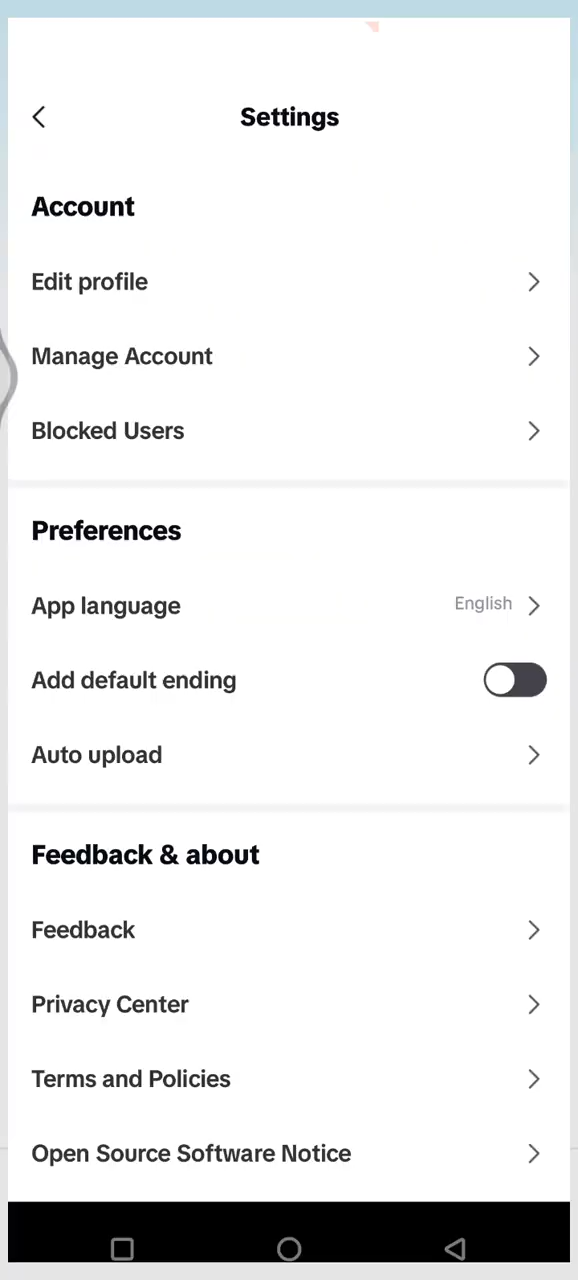 Settings
Account
Edit profile
Manage Account
Blocked Users
Preferences
App language English
Add default ending
Auto upload
Feedback & about
Feedback
Privacy Center
Terms and Policies
Open Source Software Notice